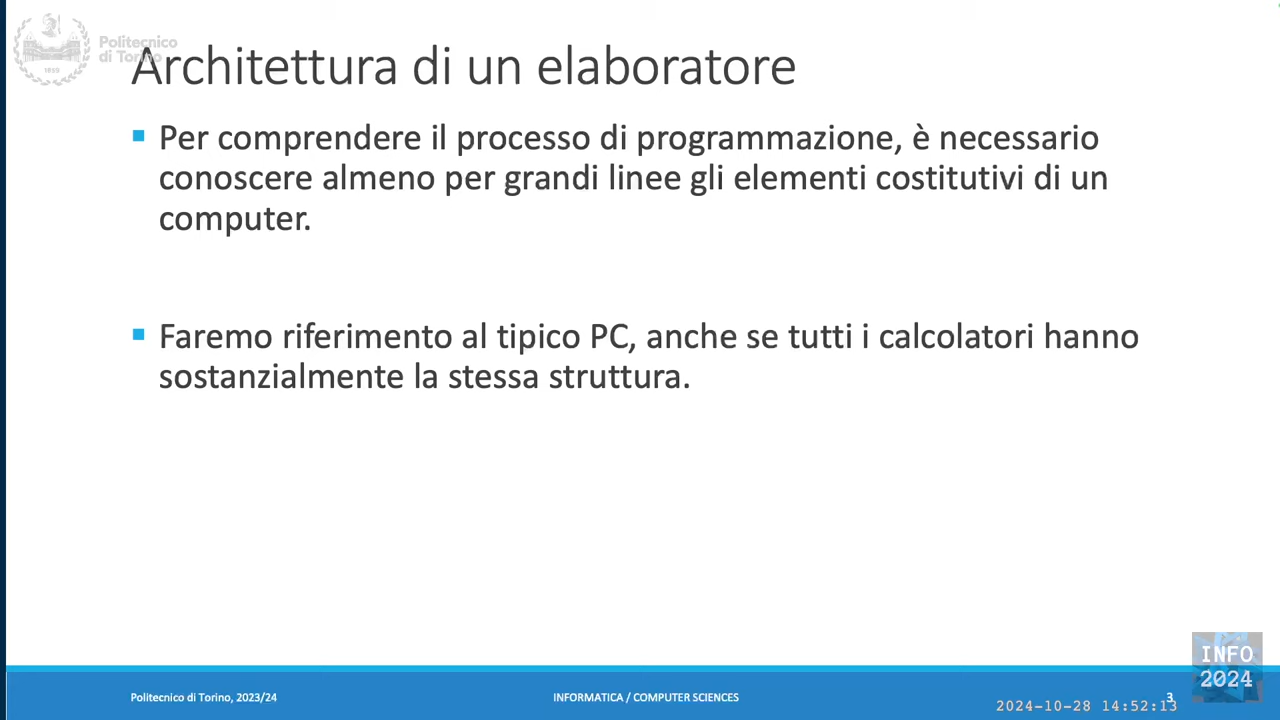 Politecnico
di Torino
1859
Architettura di un elaboratore
Per comprendere il processo di programmazione, è necessario
conoscere almeno per grandi linee gli elementi costitutivi di un
computer.
Faremo riferimento al tipico PC, anche se tutti i calcolatori hanno
sostanzialmente la stessa struttura.
INFO
2024
Politecnico di Torino, 2023/24
INFORMATICA / COMPUTER SCIENCES
3
2024-10-28 14:52:13